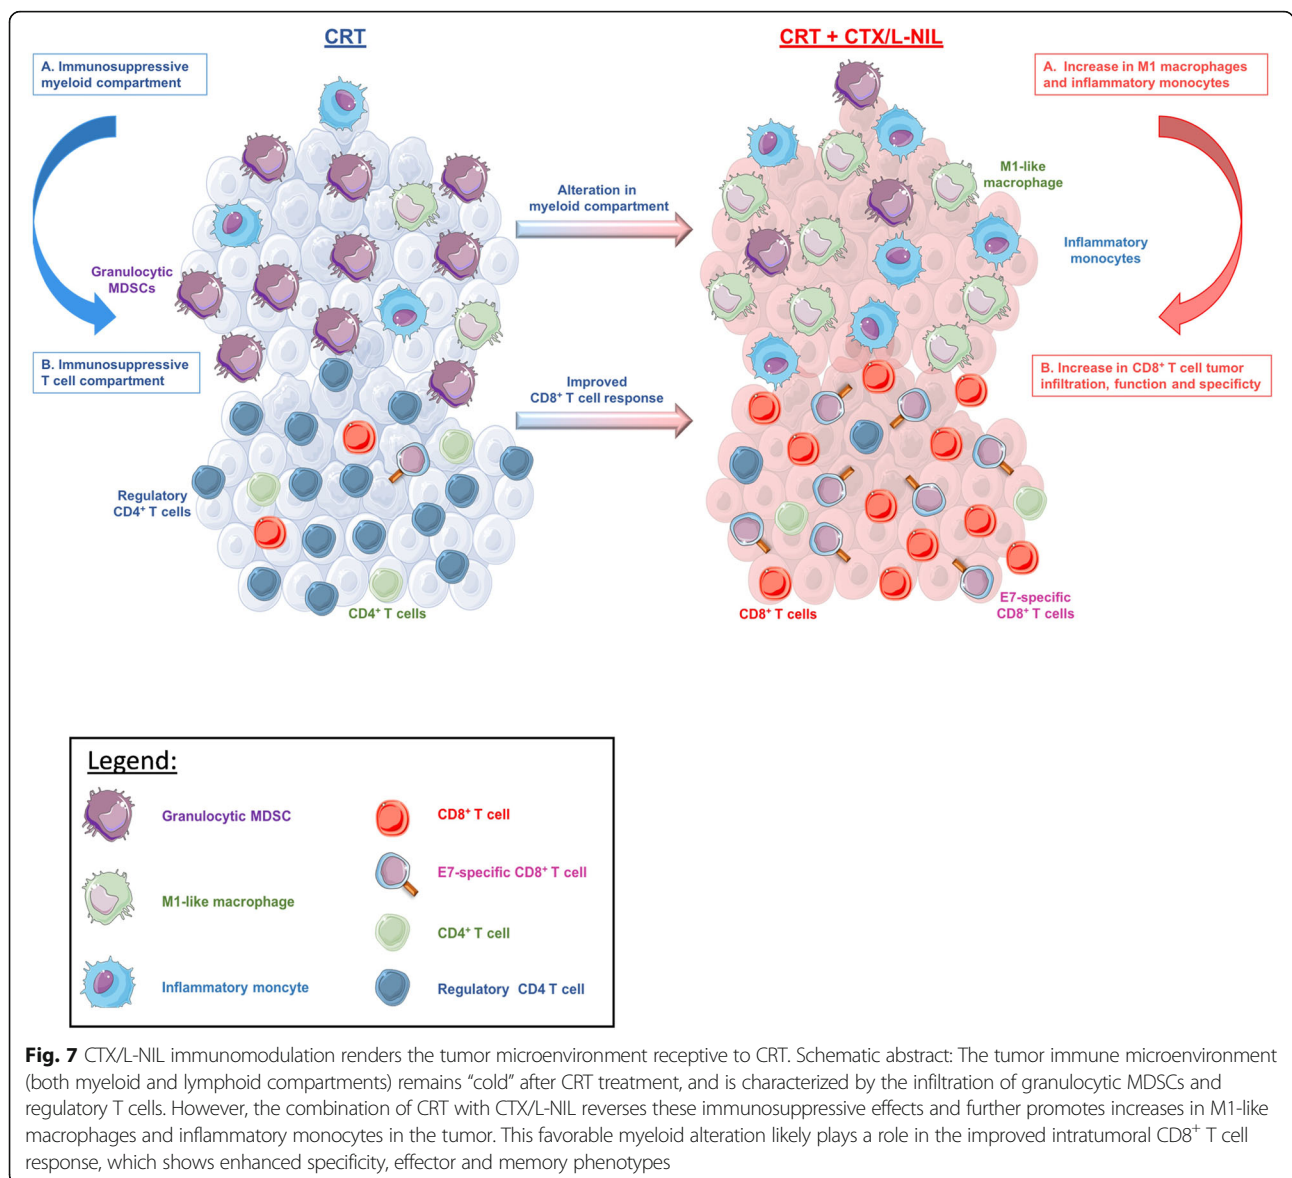 CRT
CRT + CTX/L-NIL
A. Immunosuppressive
myeloid compartment
A. Increase in M1 macrophages
and inflammatory monocytes
M1-like
macrophage
Alteration in
myeloid compartment
Inflammatory
monocytes
Granulocytic
MDSCs
B. Immunosuppressive
T cell compartment
B. Increase in CD8⁺ T cell tumor
infiltration, function and specificty
Improved
CD8⁺ T cell response
Regulatory
CD4⁺ T cells
CD4⁺ T cells
CD8⁺ T cells
E7-specific
CD8⁺ T cells
Legend:
Granulocytic MDSC
M1-like macrophage
Inflammatory moncyte
CD8⁺ T cell
E7-specific CD8⁺ T cell
CD4⁺ T cell
Regulatory CD4 T cell
Fig. 7 CTX/L-NIL immunomodulation renders the tumor microenvironment receptive to CRT. Schematic abstract: The tumor immune microenvironment
(both myeloid and lymphoid compartments) remains “cold” after CRT treatment, and is characterized by the infiltration of granulocytic MDSCs and
regulatory T cells. However, the combination of CRT with CTX/L-NIL reverses these immunosuppressive effects and further promotes increases in M1-like
macrophages and inflammatory monocytes in the tumor. This favorable myeloid alteration likely plays a role in the improved intratumoral CD8⁺ T cell
response, which shows enhanced specificity, effector and memory phenotypes